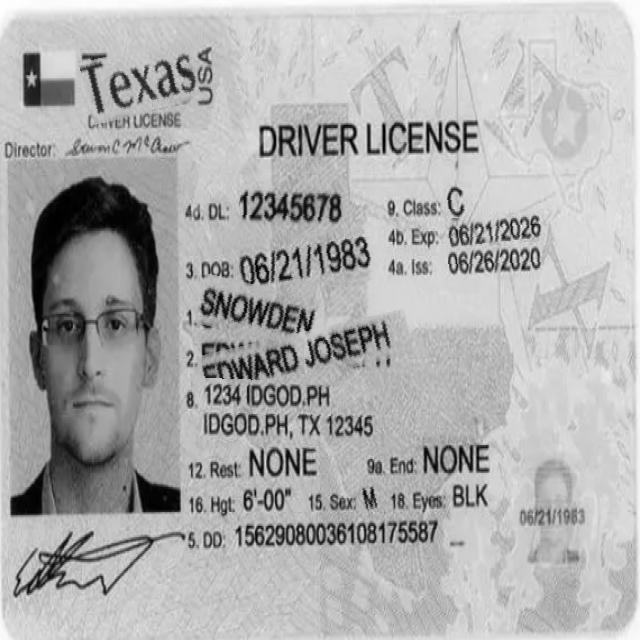 Texas
USA
DRIVER LICENSE
Director:
DRIVER LICENSE
4d. DL: 12345678
9. Class: C
4b. Exp: 06/21/2026
3. DOB: 06/21/1983
4a. Iss: 06/26/2020
1. SNOWDEN
2. EDWARD JOSEPH
8. 1234 IDGOD.PH
IDGOD.PH, TX 12345
12. Rest: NONE
9a. End: NONE
16. Hgt: 6'-00"
15. Sex: M
18. Eyes: BLK
06/21/1983
5. DD: 15629080036108175587